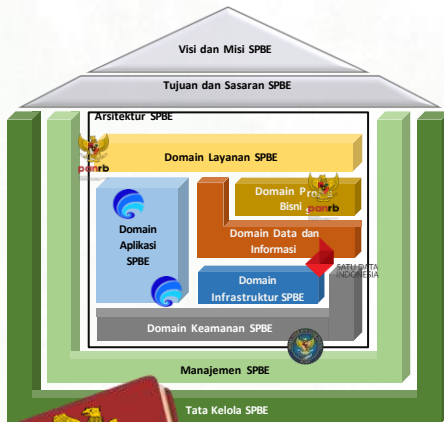 Visi dan Misi SPBE
Tujuan dan Sasaran SPBE
Arsitektur SPBE
Domain Layanan SPBE
panrb
Domain
Bisni
panrb
Domain
Aplikasi
SPBE
Domain Data dan
Informasi
SATU DATA
INDONESIA
Domain
Infrastruktur SPBE
Domain Keamanan SPBE
Manajemen SPBE
Tata Kelola SPBE